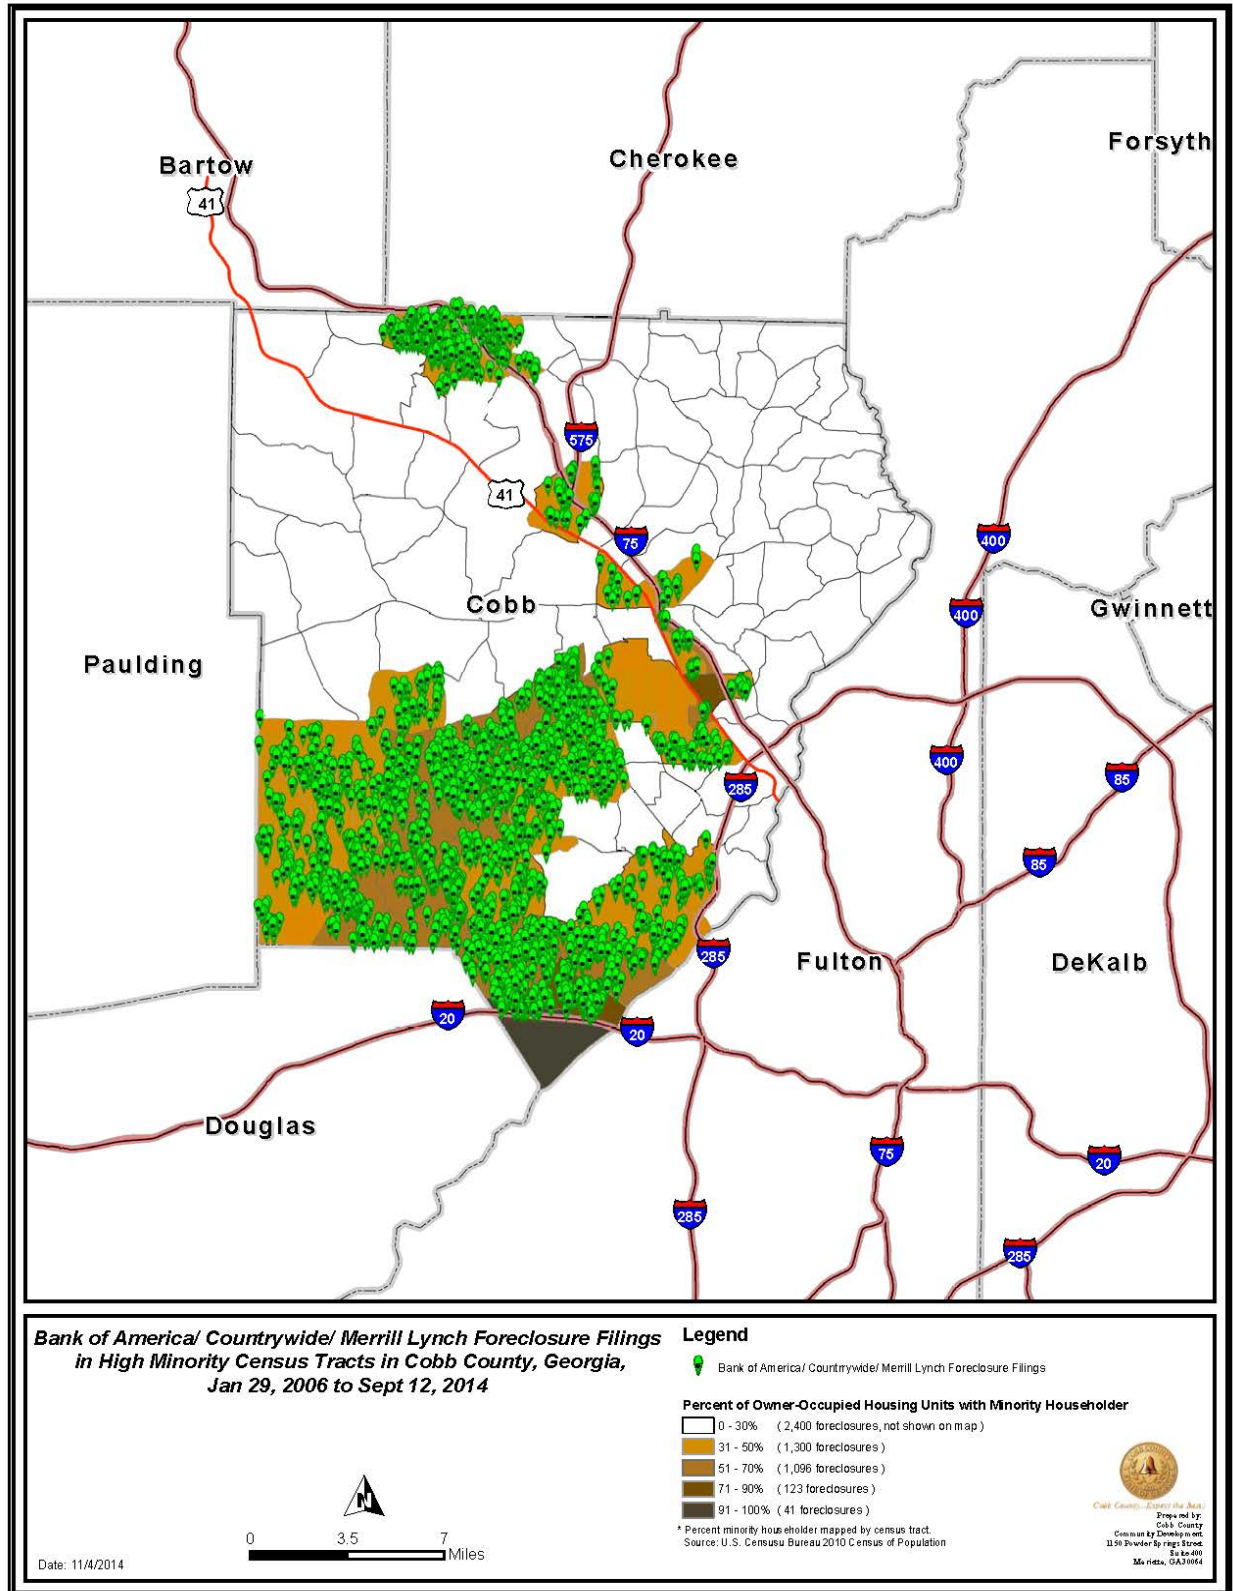 Forsyth
Cherokee
Bartow
41
575
41
75
400
Cobb
400
Gwinnett
Paulding
400
85
285
85
285
Fulton
DeKalb
20
20
Douglas
75
20
285
285
Bank of America/ Countrywide/ Merrill Lynch Foreclosure Filings
in High Minority Census Tracts in Cobb County, Georgia,
Jan 29, 2006 to Sept 12, 2014
N
0 3.5 7
Miles
Date: 11/4/2014
Legend
Bank of America/ Countrrywide/ Merrill Lynch Foreclosure Filings
Percent of Owner-Occupied Housing Units with Minority Householder
0 - 30% ( 2,400 foreclosures, not shown on map )
31 - 50% ( 1,300 foreclosures )
51 - 70% ( 1,096 foreclosures )
71 - 90% ( 123 foreclosures )
91 - 100% ( 41 foreclosures )
* Percent minority householder mapped by census tract.
Source: U.S. Censusu Bureau 2010 Census of Population
Cobb County...Expect the Best!
Prepared by:
Cobb County
Community Development
1150 Powder Springs Street
Suite 400
Marietta, GA 30064